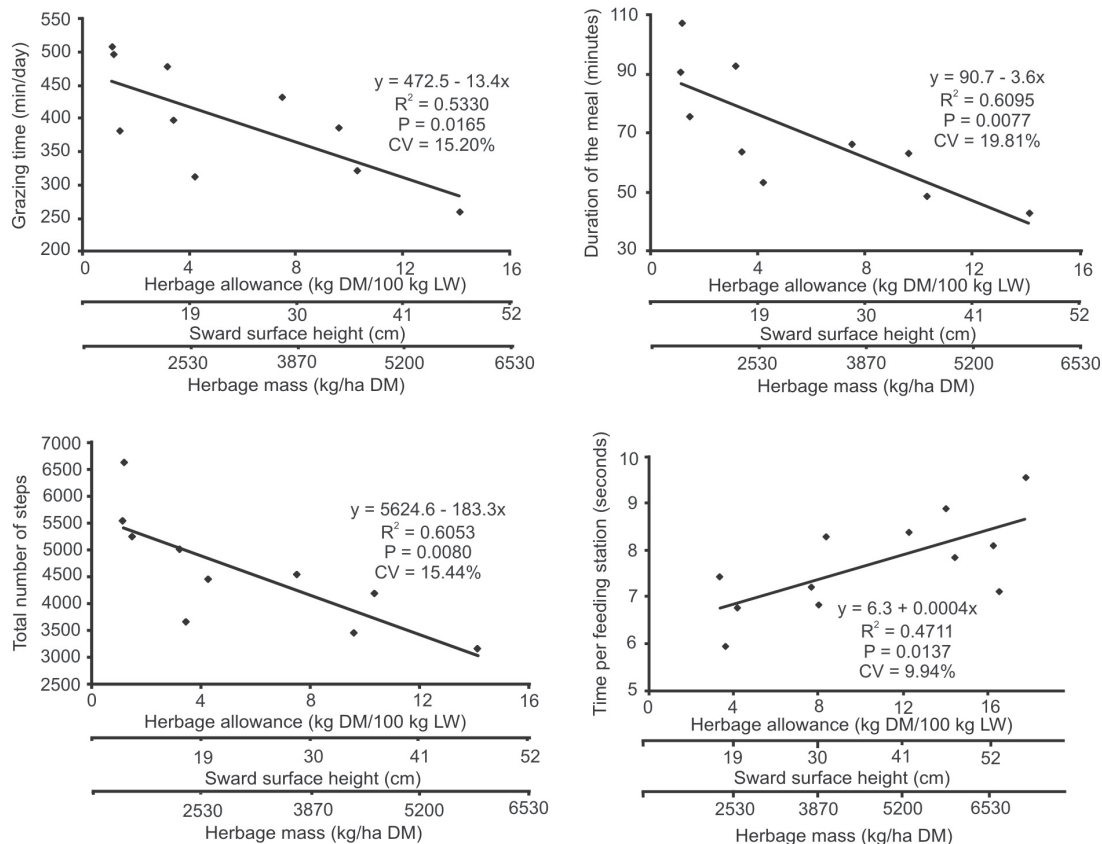 Grazing time (min/day)
550
500
450
400
350
300
250
200
y = 472.5 - 13.4x
R² = 0.5330
P = 0.0165
CV = 15.20%
0 4 8 12 16
Herbage allowance (kg DM/100 kg LW)
19 30 41 52
Sward surface height (cm)
2530 3870 5200 6530
Herbage mass (kg/ha DM)
Duration of the meal (minutes)
110
90
70
50
30
y = 90.7 - 3.6x
R² = 0.6095
P = 0.0077
CV = 19.81%
0 4 8 12 16
Herbage allowance (kg DM/100 kg LW)
19 30 41 52
Sward surface height (cm)
2530 3870 5200 6530
Herbage mass (kg/ha DM)
Total number of steps
7000
6500
6000
5500
5000
4500
4000
3500
3000
2500
y = 5624.6 - 183.3x
R² = 0.6053
P = 0.0080
CV = 15.44%
0 4 8 12 16
Herbage allowance (kg DM/100 kg LW)
19 30 41 52
Sward surface height (cm)
2530 3870 5200 6530
Herbage mass (kg/ha DM)
Time per feeding station (seconds)
10
9
8
7
6
5
y = 6.3 + 0.0004x
R² = 0.4711
P = 0.0137
CV = 9.94%
0 4 8 12 16
Herbage allowance (kg DM/100 kg LW)
19 30 41 52
Sward surface height (cm)
2530 3870 5200 6530
Herbage mass (kg/ha DM)